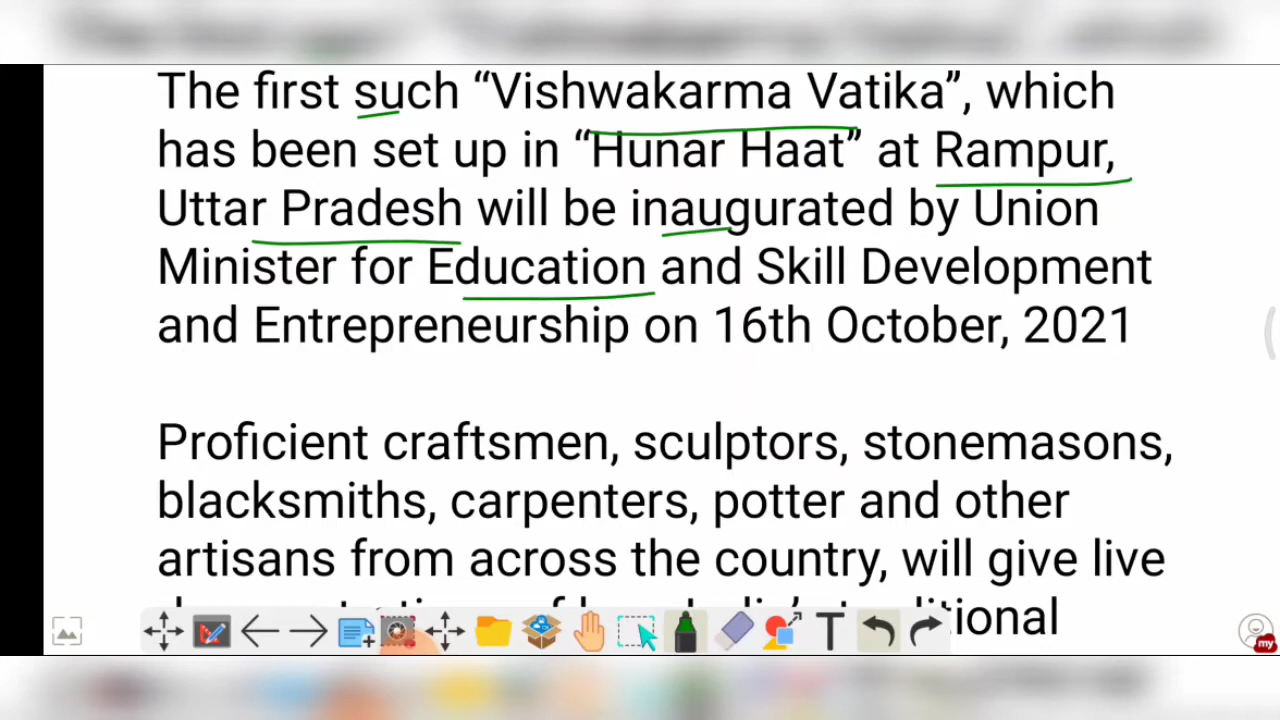 The first such “Vishwakarma Vatika”, which
has been set up in “Hunar Haat” at Rampur,
Uttar Pradesh will be inaugurated by Union
Minister for Education and Skill Development
and Entrepreneurship on 16th October, 2021
Proficient craftsmen, sculptors, stonemasons,
blacksmiths, carpenters, potter and other
artisans from across the country, will give live
T
my